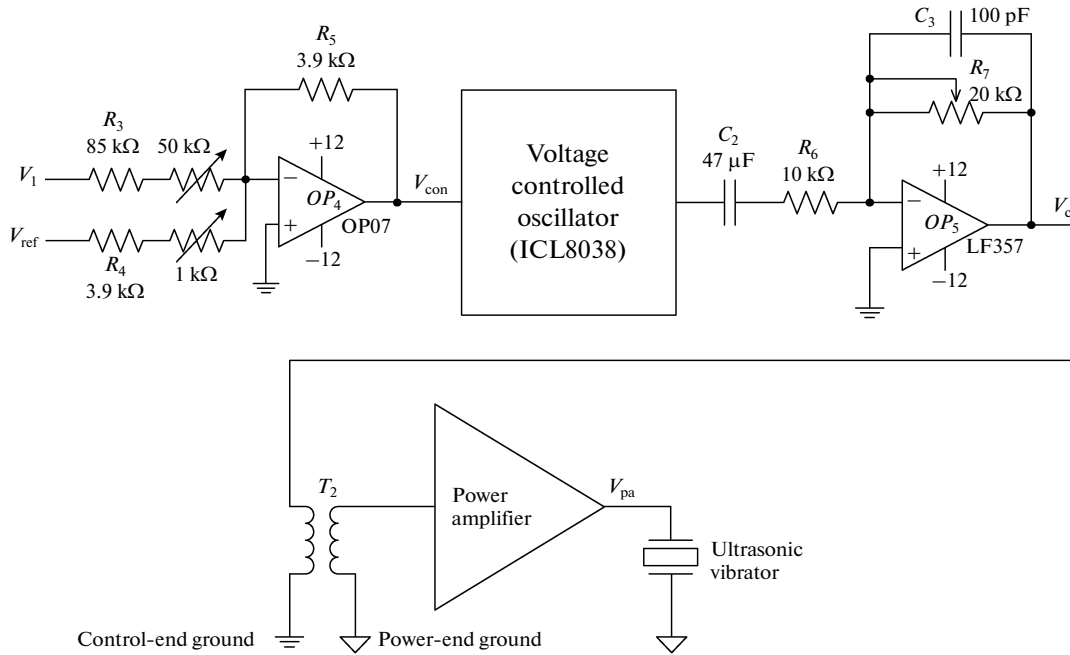 R5
3.9 kΩ
R3
85 kΩ
50 kΩ
V1
Vref
R4
3.9 kΩ
1 kΩ
+12
−
+
OP4
OP07
−12
Vcon
Voltage
controlled
oscillator
(ICL8038)
C2
47 μF
R6
10 kΩ
C3
100 pF
R7
20 kΩ
+12
−
+
OP5
LF357
−12
Vc
T2
Power
amplifier
Vpa
Ultrasonic
vibrator
Control-end ground
Power-end ground